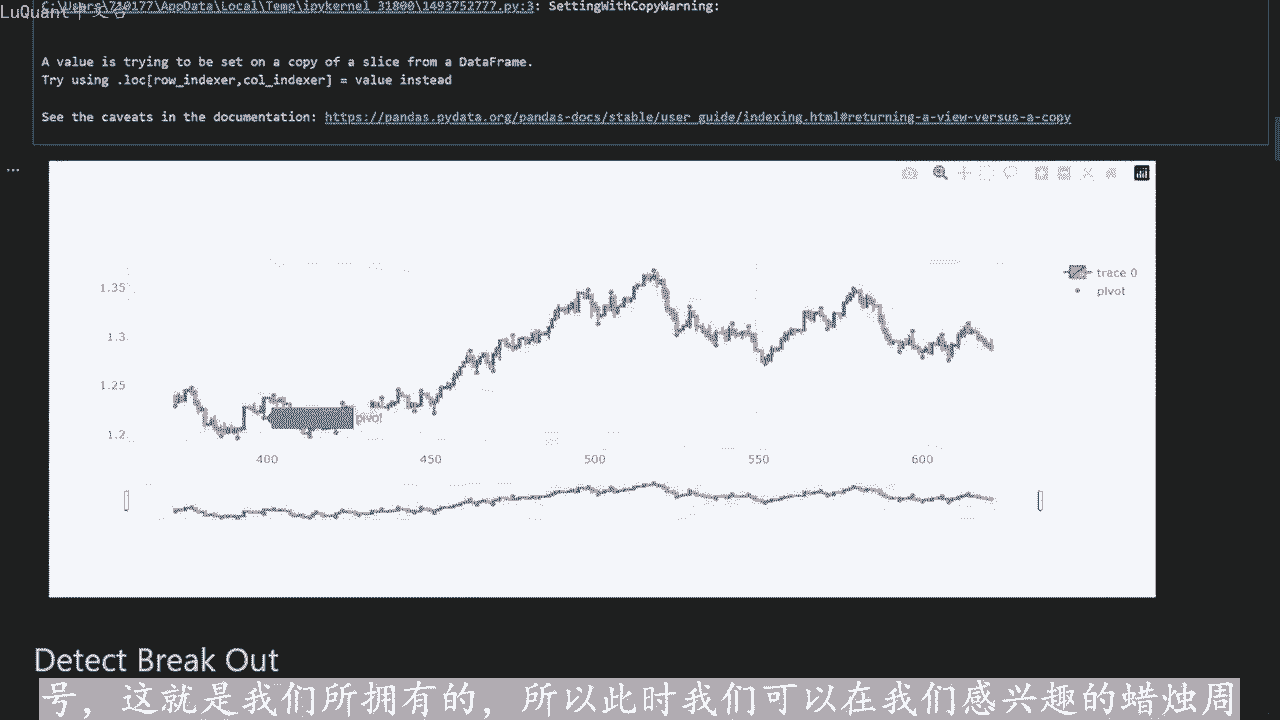 C:\Users\710177\AppData\Local\Temp\ipykernel_31800\1493752777.py:3: SettingWithCopyWarning:
LuQuant中文
A value is trying to be set on a copy of a slice from a DataFrame.
Try using .loc[row_indexer,col_indexer] = value instead
See the caveats in the documentation: https://pandas.pydata.org/pandas-docs/stable/user_guide/indexing.html#returning-a-view-versus-a-copy
...
trace 0
pivot
1.35
1.3
1.25
1.2
pivot
400 450 500 550 600
Detect Break Out
号，这就是我们所拥有的，所以此时我们可以在我们感兴趣的蜡烛周